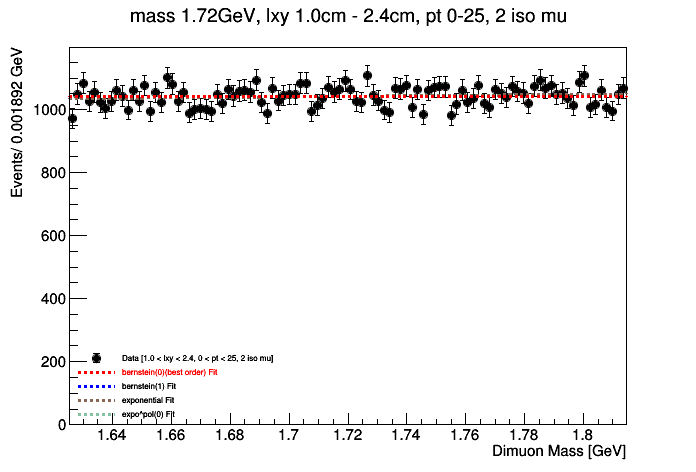 mass 1.72GeV, lxy 1.0cm - 2.4cm, pt 0-25, 2 iso mu
Events/ 0.001892 GeV
1000
800
600
400
200
0
Data [1.0 < lxy < 2.4, 0 < pt < 25, 2 iso mu]
bernstein(0)(best order) Fit
bernstein(1) Fit
exponential Fit
expo*pol(0) Fit
1.64 1.66 1.68 1.7 1.72 1.74 1.76 1.78 1.8
Dimuon Mass [GeV]